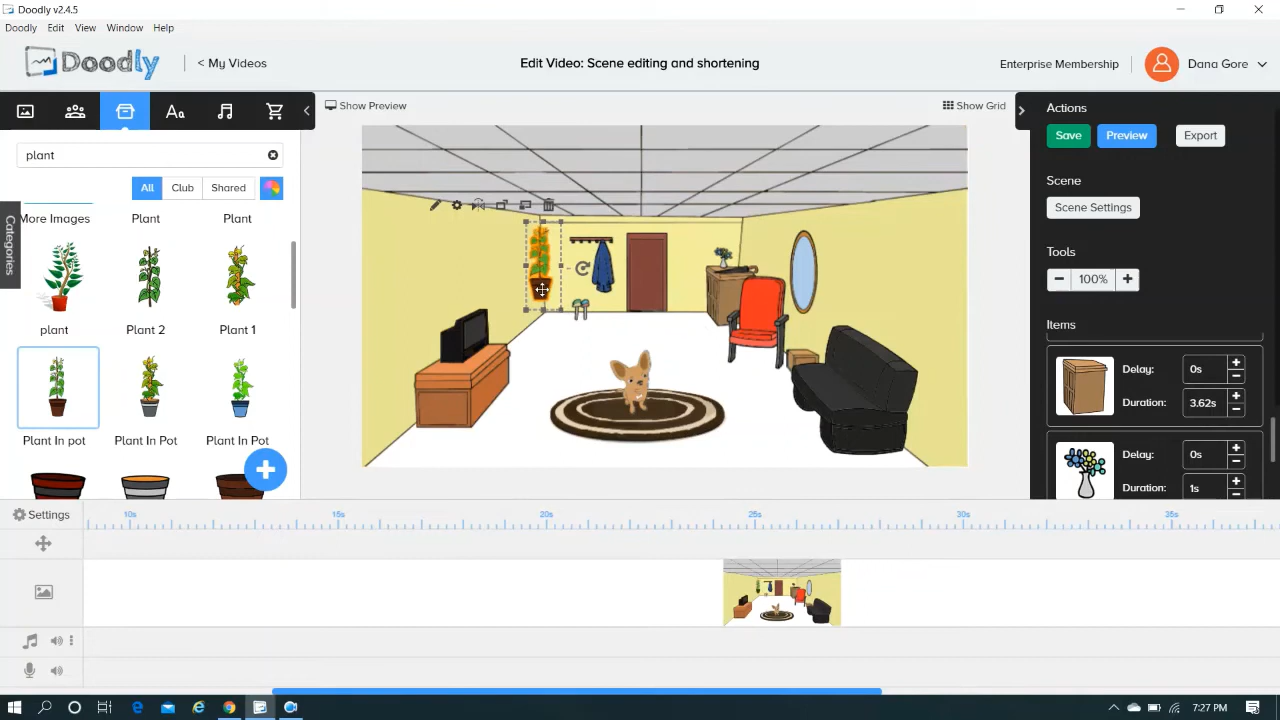 Doodly v2.4.5
Doodly Edit View Window Help
Doodly
< My Videos
Edit Video: Scene editing and shortening
Enterprise Membership
Dana Gore
Aa
Show Preview
Show Grid
Actions
Save Preview Export
plant
All Club Shared
Categories
More Images Plant Plant
plant Plant 2 Plant 1
Plant In pot Plant In Pot Plant In Pot
Scene
Scene Settings
Tools
100%
Items
Delay: 0s
Duration: 3.62s
Delay: 0s
Duration: 1s
Settings
10s 15s 20s 25s 30s 35s
7:27 PM